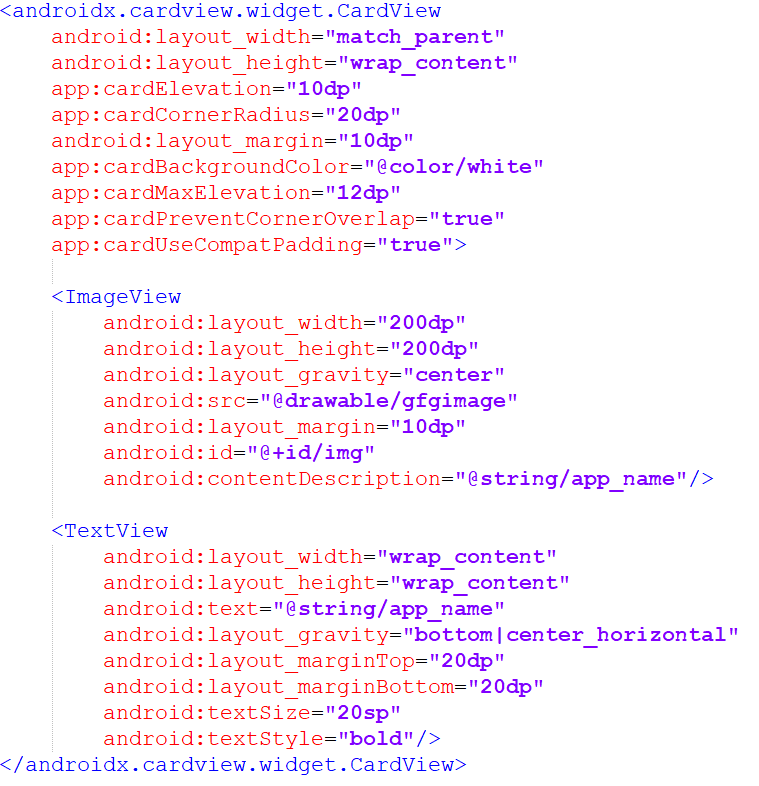 <androidx.cardview.widget.CardView
    android:layout_width="match_parent"
    android:layout_height="wrap_content"
    app:cardElevation="10dp"
    app:cardCornerRadius="20dp"
    android:layout_margin="10dp"
    app:cardBackgroundColor="@color/white"
    app:cardMaxElevation="12dp"
    app:cardPreventCornerOverlap="true"
    app:cardUseCompatPadding="true">

    <ImageView
        android:layout_width="200dp"
        android:layout_height="200dp"
        android:layout_gravity="center"
        android:src="@drawable/gfgimage"
        android:layout_margin="10dp"
        android:id="@+id/img"
        android:contentDescription="@string/app_name"/>

    <TextView
        android:layout_width="wrap_content"
        android:layout_height="wrap_content"
        android:text="@string/app_name"
        android:layout_gravity="bottom|center_horizontal"
        android:layout_marginTop="20dp"
        android:layout_marginBottom="20dp"
        android:textSize="20sp"
        android:textStyle="bold"/>
</androidx.cardview.widget.CardView>